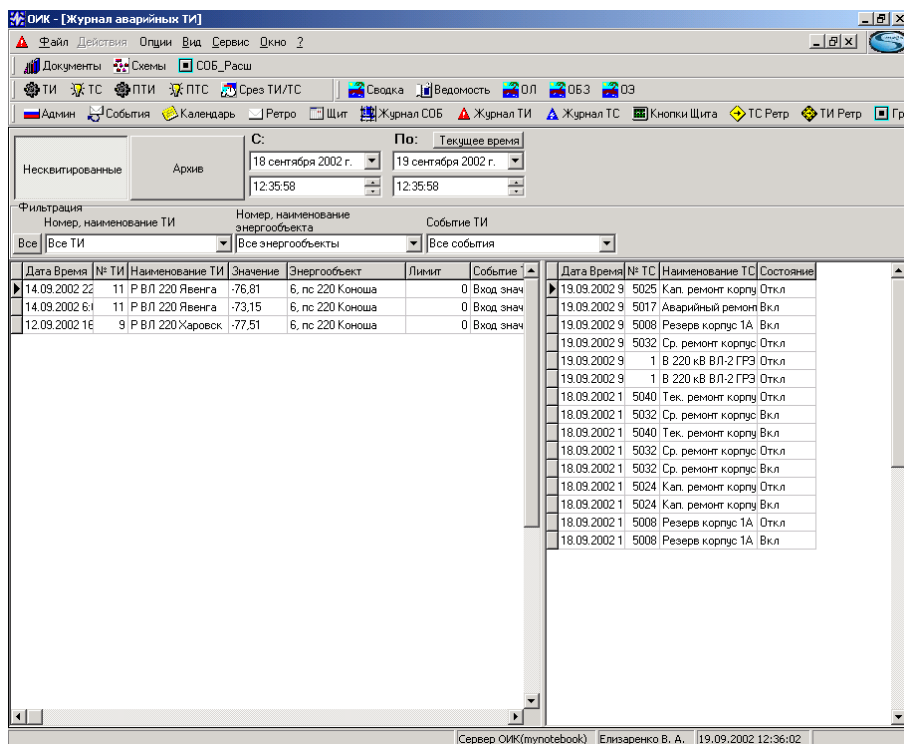 ОИК - [Журнал аварийных ТИ]
Файл Действия Опции Вид Сервис Окно ?
Документы Схемы СОБ_Расш
ТИ ТС ПТИ ПТС Срез ТИ/ТС Сводка Ведомость ОЛ ОБЗ ОЭ
Админ События Календарь Ретро Щит Журнал СОБ Журнал ТИ Журнал ТС Кнопки Щита ТС Ретр ТИ Ретр Гр
С: По: Текущее время
Несквитированные Архив 18 сентября 2002 г. 19 сентября 2002 г.
12:35:58 12:35:58
Фильтрация
Номер, наименование ТИ Номер, наименование энергообъекта Событие ТИ
Все Все ТИ Все энергообъекты Все события
Дата Время № ТИ Наименование ТИ Значение Энергообъект Лимит Событие Дата Время № ТС Наименование ТС Состояние
14.09.2002 22 11 Р ВЛ 220 Явенга -76,81 6, пс 220 Коноша 0 Вход знач 19.09.2002 9 5025 Кап. ремонт корпу Откл
14.09.2002 6: 11 Р ВЛ 220 Явенга -73,15 6, пс 220 Коноша 0 Вход знач 19.09.2002 9 5017 Аварийный ремонт Вкл
12.09.2002 16 9 Р ВЛ 220 Харовск -77,51 6, пс 220 Коноша 0 Вход знач 19.09.2002 9 5008 Резерв корпус 1А Вкл
19.09.2002 9 5032 Ср. ремонт корпус Откл
19.09.2002 9 1 В 220 кВ ВЛ-2 ГРЭ Откл
19.09.2002 9 1 В 220 кВ ВЛ-2 ГРЭ Откл
18.09.2002 1 5040 Тек. ремонт корпу Откл
18.09.2002 1 5032 Ср. ремонт корпус Вкл
18.09.2002 1 5040 Тек. ремонт корпу Вкл
18.09.2002 1 5032 Ср. ремонт корпус Откл
18.09.2002 1 5032 Ср. ремонт корпус Вкл
18.09.2002 1 5024 Кап. ремонт корпу Откл
18.09.2002 1 5024 Кап. ремонт корпу Вкл
18.09.2002 1 5008 Резерв корпус 1А Откл
18.09.2002 1 5008 Резерв корпус 1А Вкл
Сервер ОИК(mynotebook) Елизаренко В. А. 19.09.2002 12:36:02